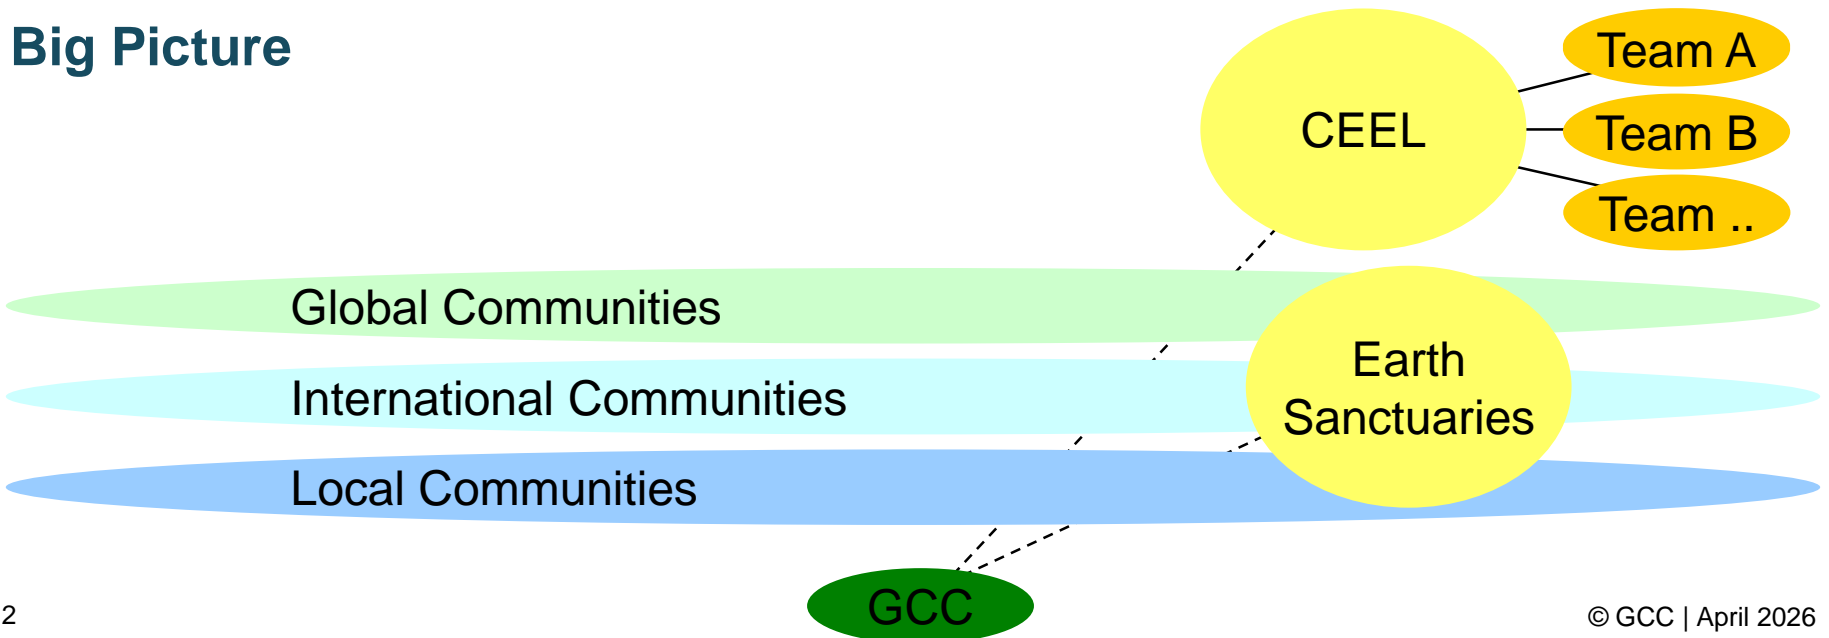 Big Picture
CEEL
Team A
Team B
Team ..
Global Communities
International Communities
Local Communities
Earth
Sanctuaries
GCC
2
© GCC | April 2026